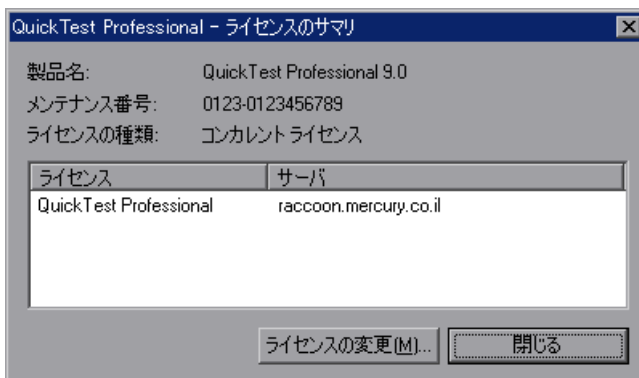 QuickTest Professional - ライセンスのサマリ
製品名: QuickTest Professional 9.0
メンテナンス番号: 0123-0123456789
ライセンスの種類: コンカレント ライセンス
ライセンス サーバ
QuickTest Professional raccoon.mercury.co.il
ライセンスの変更(M)... 閉じる